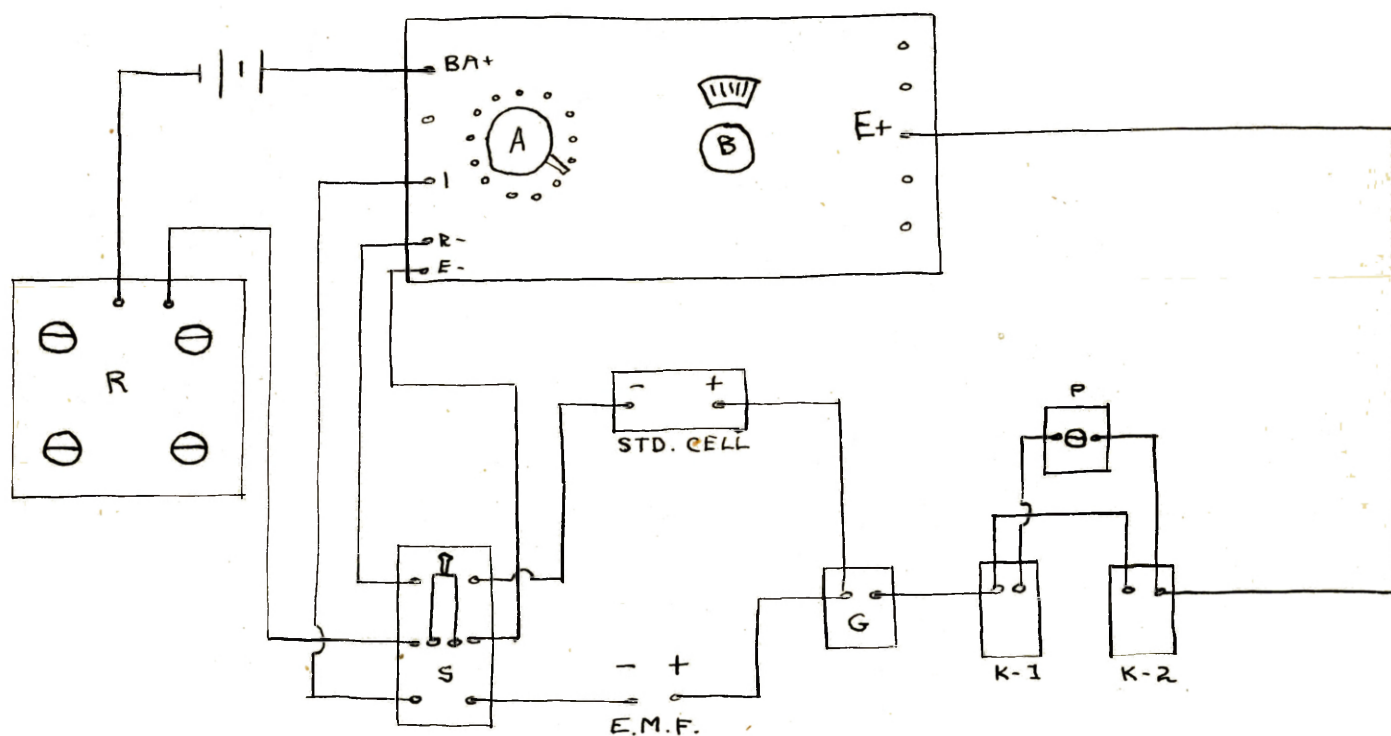 BA+
A
B
E+
1
R-
E-
R
- +
STD. CELL
P
S
G
- +
E.M.F.
K-1
K-2